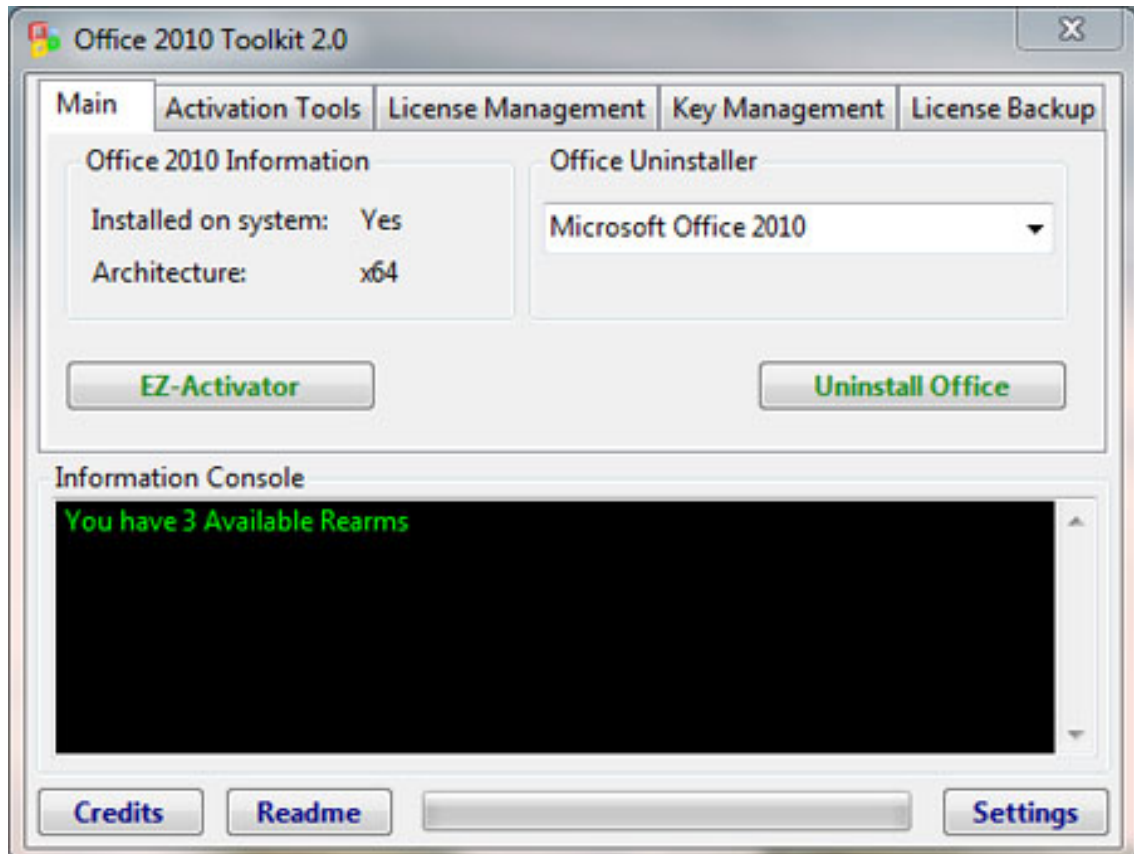 Office 2010 Toolkit 2.0
Main Activation Tools License Management Key Management License Backup
Office 2010 Information
Installed on system: Yes
Architecture: x64
Office Uninstaller
Microsoft Office 2010
EZ-Activator
Uninstall Office
Information Console
You have 3 Available Rearms
Credits
Readme
Settings